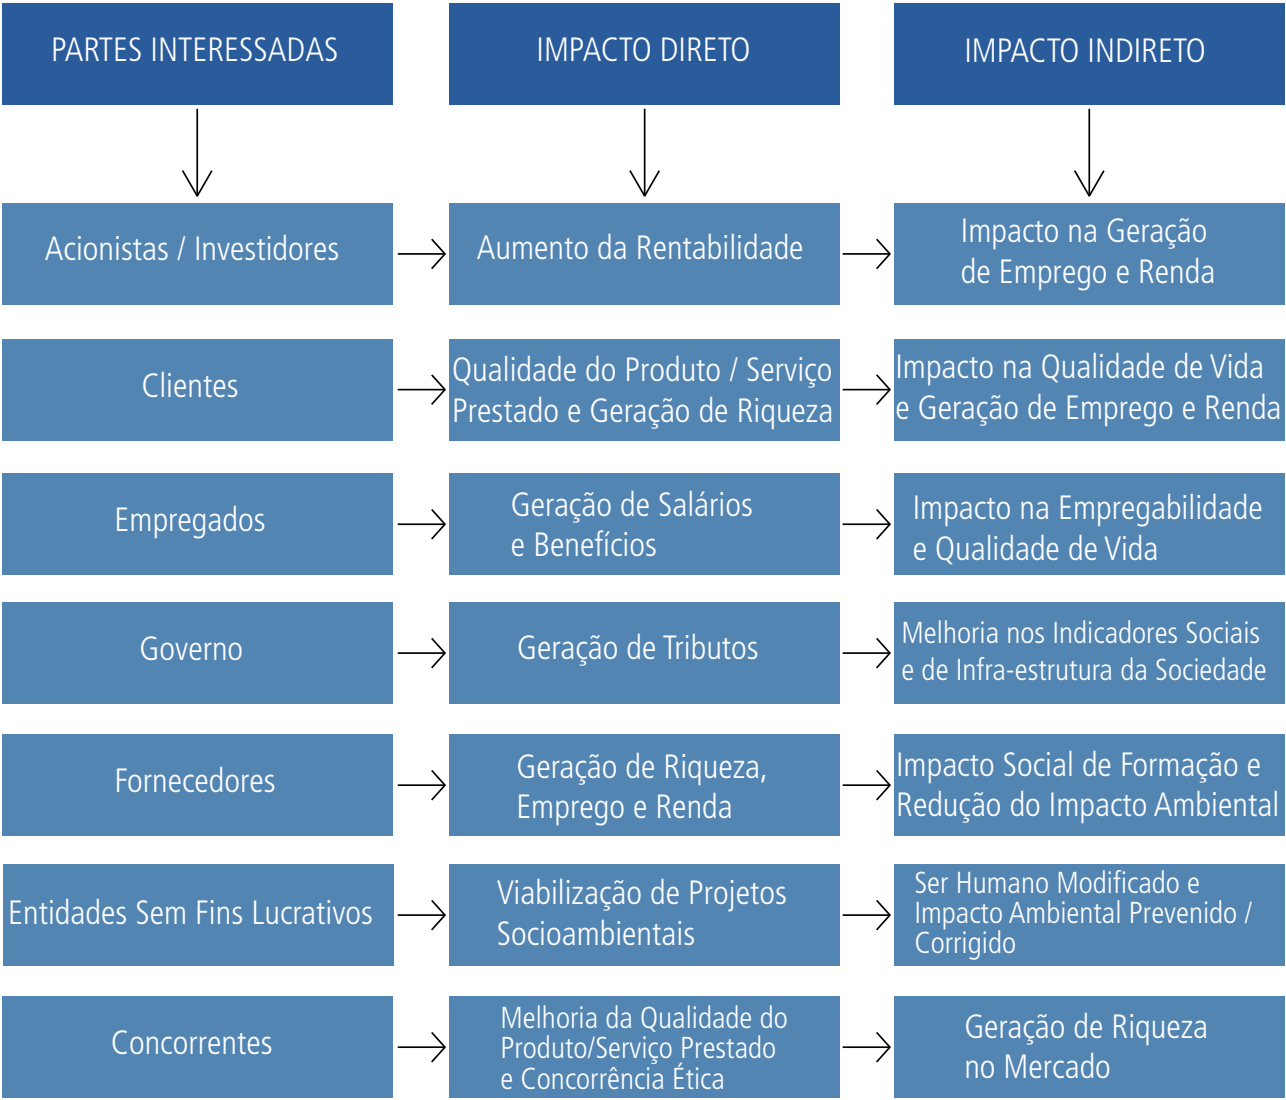 PARTES INTERESSADAS
IMPACTO DIRETO
IMPACTO INDIRETO
Acionistas / Investidores
Aumento da Rentabilidade
Impacto na Geração
de Emprego e Renda
Clientes
Qualidade do Produto / Serviço
Prestado e Geração de Riqueza
Impacto na Qualidade de Vida
e Geração de Emprego e Renda
Empregados
Geração de Salários
e Benefícios
Impacto na Empregabilidade
e Qualidade de Vida
Governo
Geração de Tributos
Melhoria nos Indicadores Sociais
e de Infra-estrutura da Sociedade
Fornecedores
Geração de Riqueza,
Emprego e Renda
Impacto Social de Formação e
Redução do Impacto Ambiental
Entidades Sem Fins Lucrativos
Viabilização de Projetos
Socioambientais
Ser Humano Modificado e
Impacto Ambiental Prevenido /
Corrigido
Concorrentes
Melhoria da Qualidade do
Produto/Serviço Prestado
e Concorrência Ética
Geração de Riqueza
no Mercado